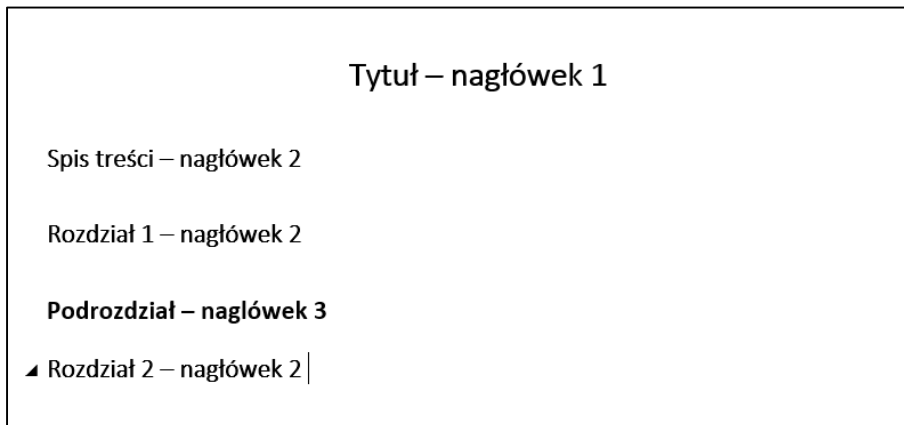 Tytuł – nagłówek 1
Spis treści – nagłówek 2
Rozdział 1 – nagłówek 2
Podrozdział – naglówek 3
Rozdział 2 – nagłówek 2